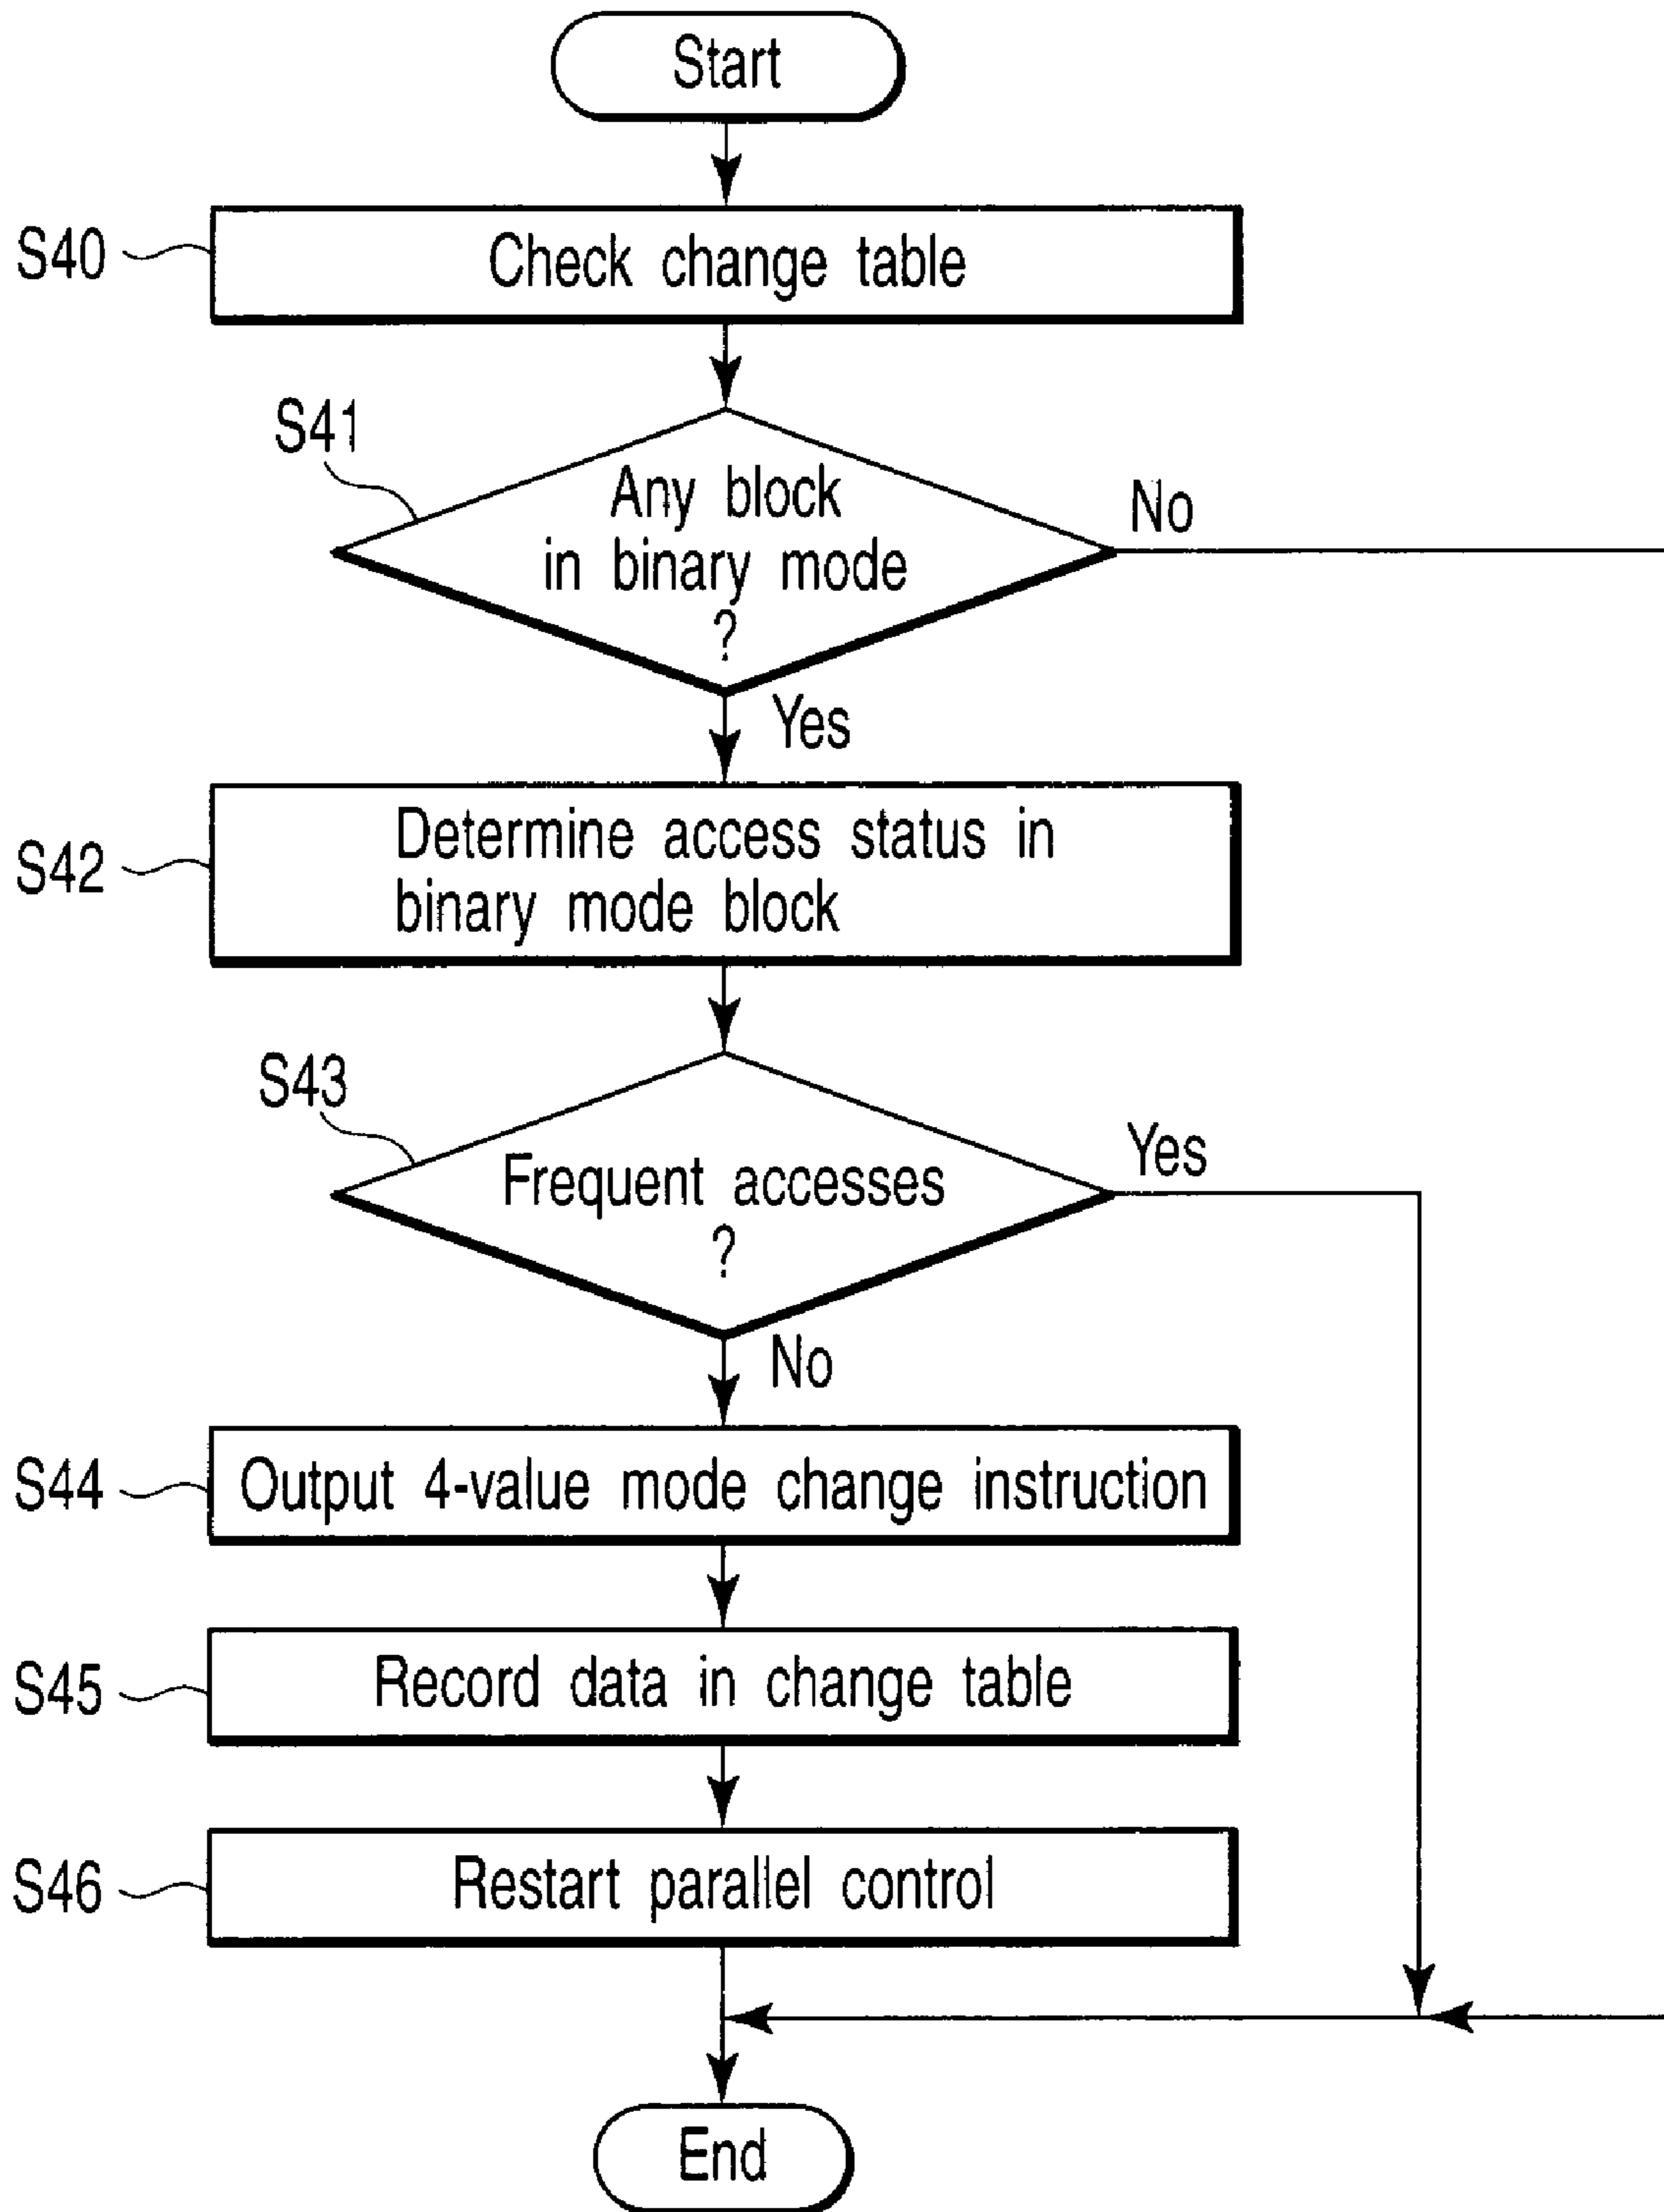 Start
S40
Check change table
S41
Any block
in binary mode
?
No
Yes
S42
Determine access status in
binary mode block
S43
Frequent accesses
?
Yes
No
S44
Output 4-value mode change instruction
S45
Record data in change table
S46
Restart parallel control
End